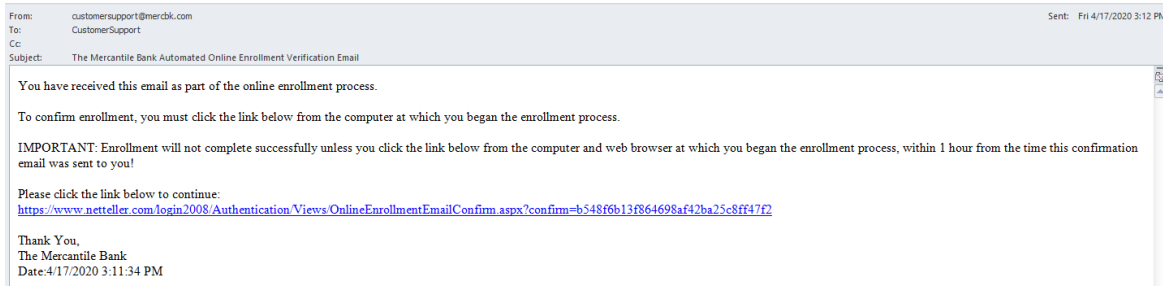 From: customersupport@mercbk.com Sent: Fri 4/17/2020 3:12 PM
To: CustomerSupport
Cc:
Subject: The Mercantile Bank Automated Online Enrollment Verification Email
You have received this email as part of the online enrollment process.
To confirm enrollment, you must click the link below from the computer at which you began the enrollment process.
IMPORTANT: Enrollment will not complete successfully unless you click the link below from the computer and web browser at which you began the enrollment process, within 1 hour from the time this confirmation
email was sent to you!
Please click the link below to continue:
https://www.netteller.com/login2008/Authentication/Views/OnlineEnrollmentEmailConfirm.aspx?confirm=b548f6b13f864698af42ba25c8ff47f2
Thank You,
The Mercantile Bank
Date:4/17/2020 3:11:34 PM